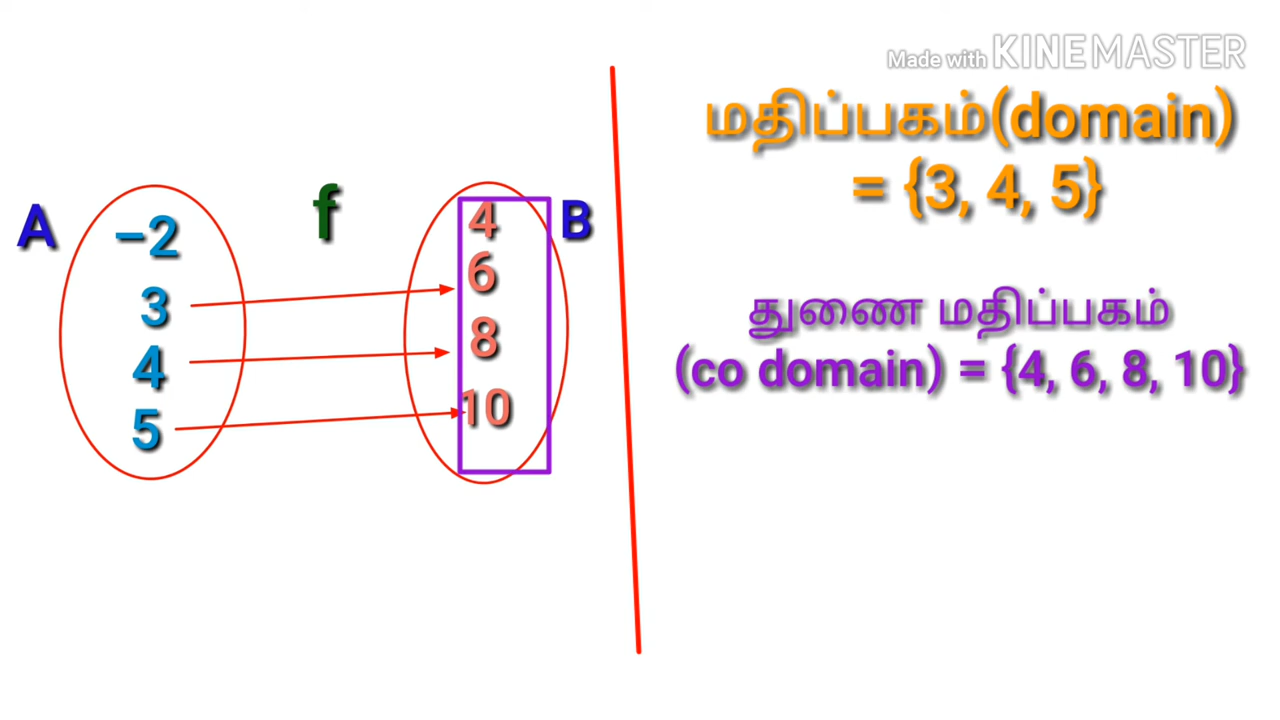 Made with KINEMASTER
மதிப்பகம்(domain)
= {3, 4, 5}
A
f
B
–2
3
4
5
4
6
8
10
துணை மதிப்பகம்
(co domain) = {4, 6, 8, 10}